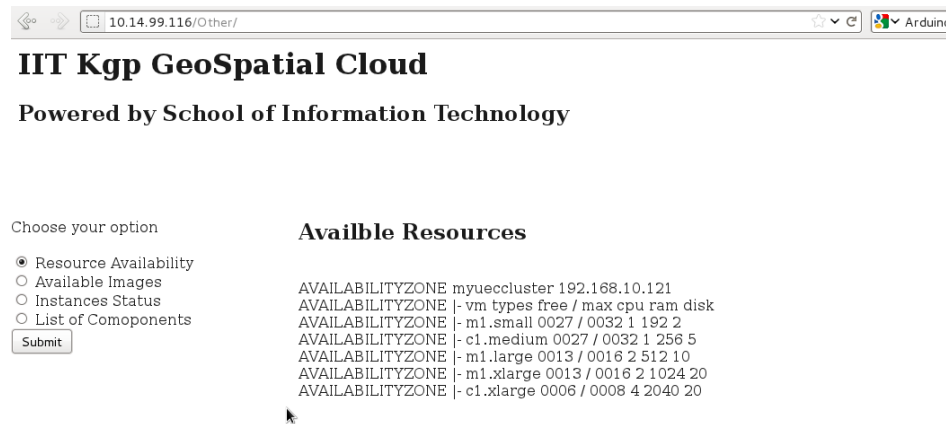 10.14.99.116/Other/
Arduino
IIT Kgp GeoSpatial Cloud
Powered by School of Information Technology
Choose your option
Resource Availability
Available Images
Instances Status
List of Comoponents
Submit
Availble Resources
AVAILABILITYZONE myueccluster 192.168.10.121
AVAILABILITYZONE |- vm types free / max cpu ram disk
AVAILABILITYZONE |- m1.small 0027 / 0032 1 192 2
AVAILABILITYZONE |- c1.medium 0027 / 0032 1 256 5
AVAILABILITYZONE |- m1.large 0013 / 0016 2 512 10
AVAILABILITYZONE |- m1.xlarge 0013 / 0016 2 1024 20
AVAILABILITYZONE |- c1.xlarge 0006 / 0008 4 2040 20